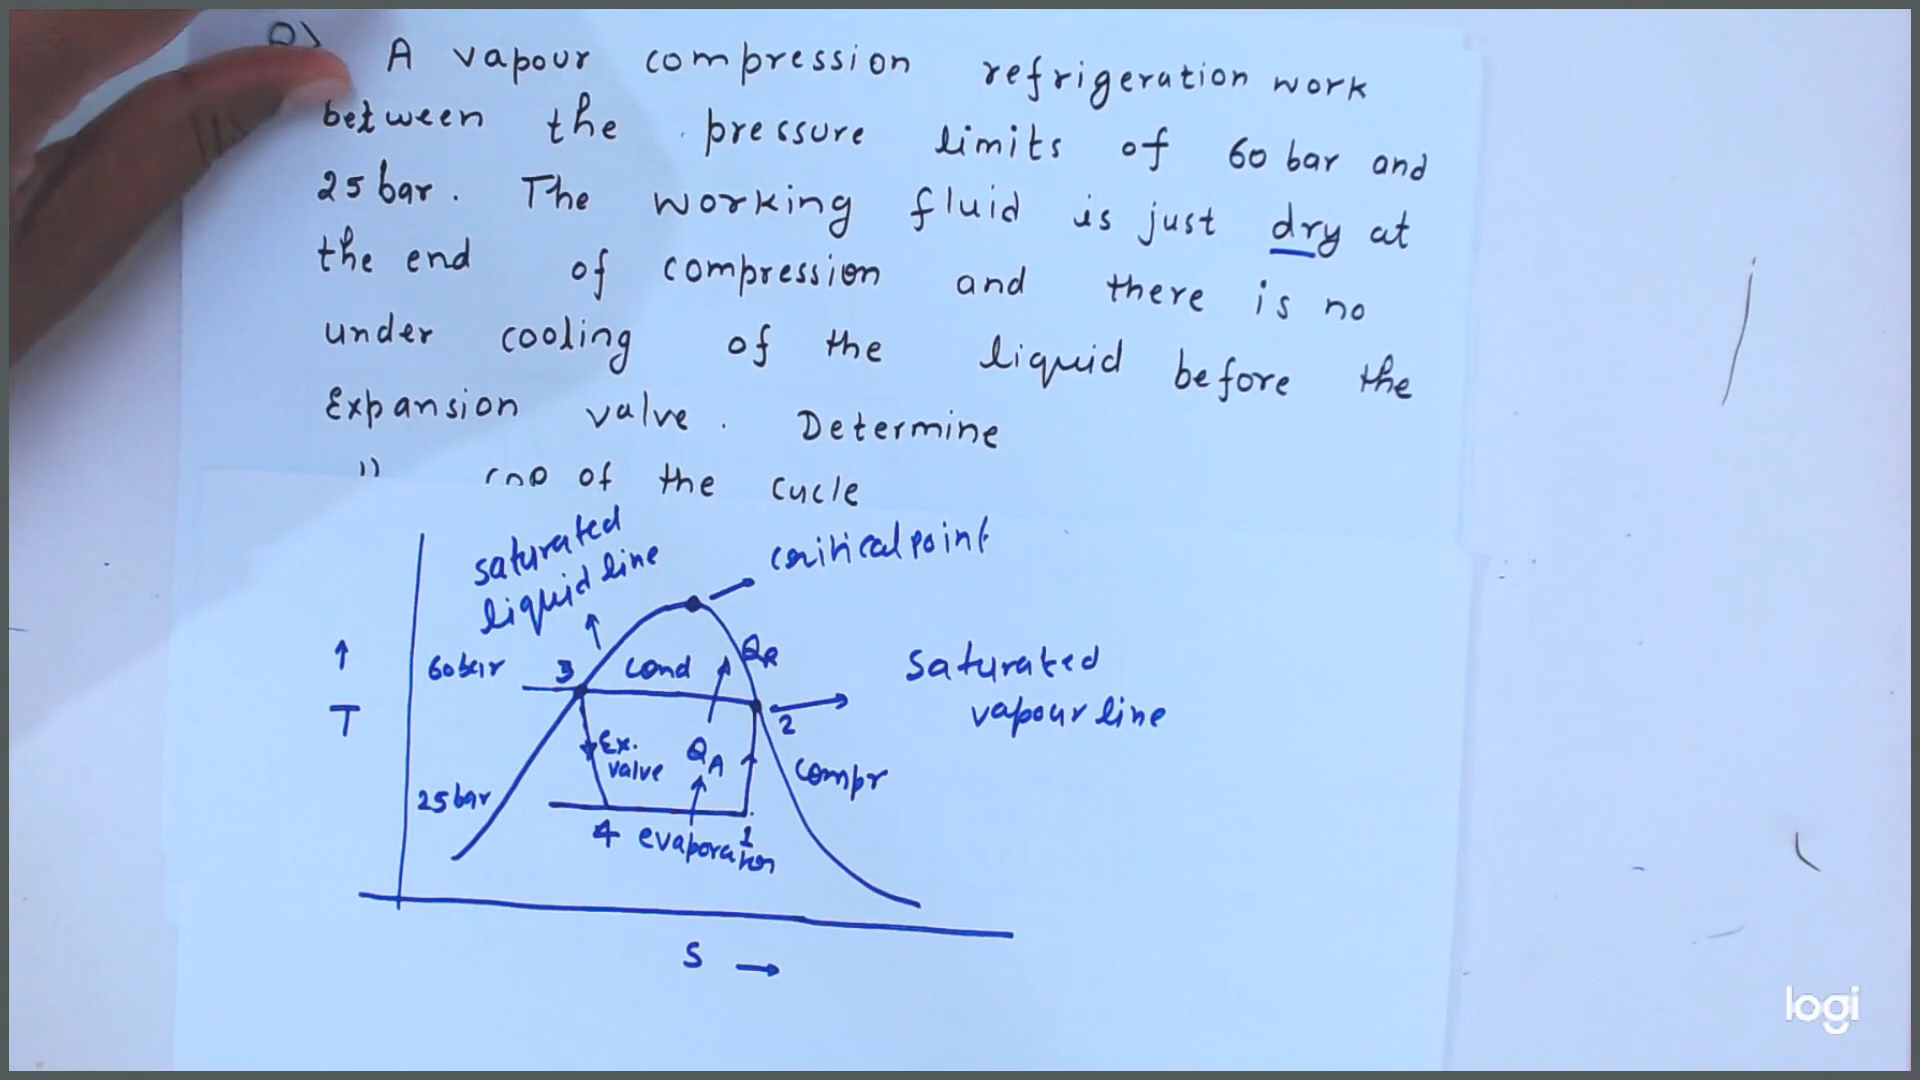 Q)
A vapour compression refrigeration work
between the pressure limits of 60 bar and
25 bar. The working fluid is just dry at
the end of compression and there is no
under cooling of the liquid before the
Expansion valve. Determine
1) COP of the cycle
saturated
liquid line
critical point
60 bar 3 cond QR
saturated
vapour line
T
2
Ex.
valve
QA
compr
25 bar
4 evaporation
1
S
logi